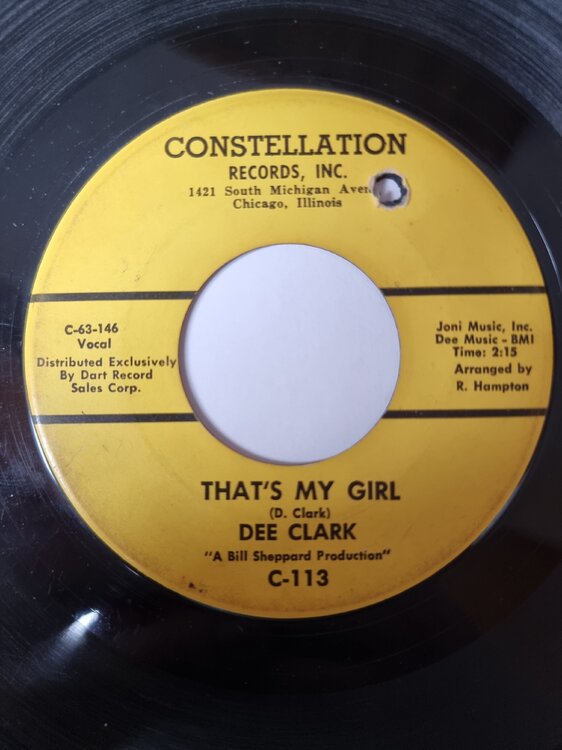 CONSTELLATION
RECORDS, INC.
1421 South Michigan
Chicago, Illinois
C-63-146
Vocal
Distributed Exclusively
By Dart Record
Sales Corp.
Joni Music, Inc.
Dee Music - BMI
Time: 2:15
Arranged by
R. Hampton
THAT'S MY GIRL
(D. Clark)
DEE CLARK
"A Bill Sheppard Production"
C-113